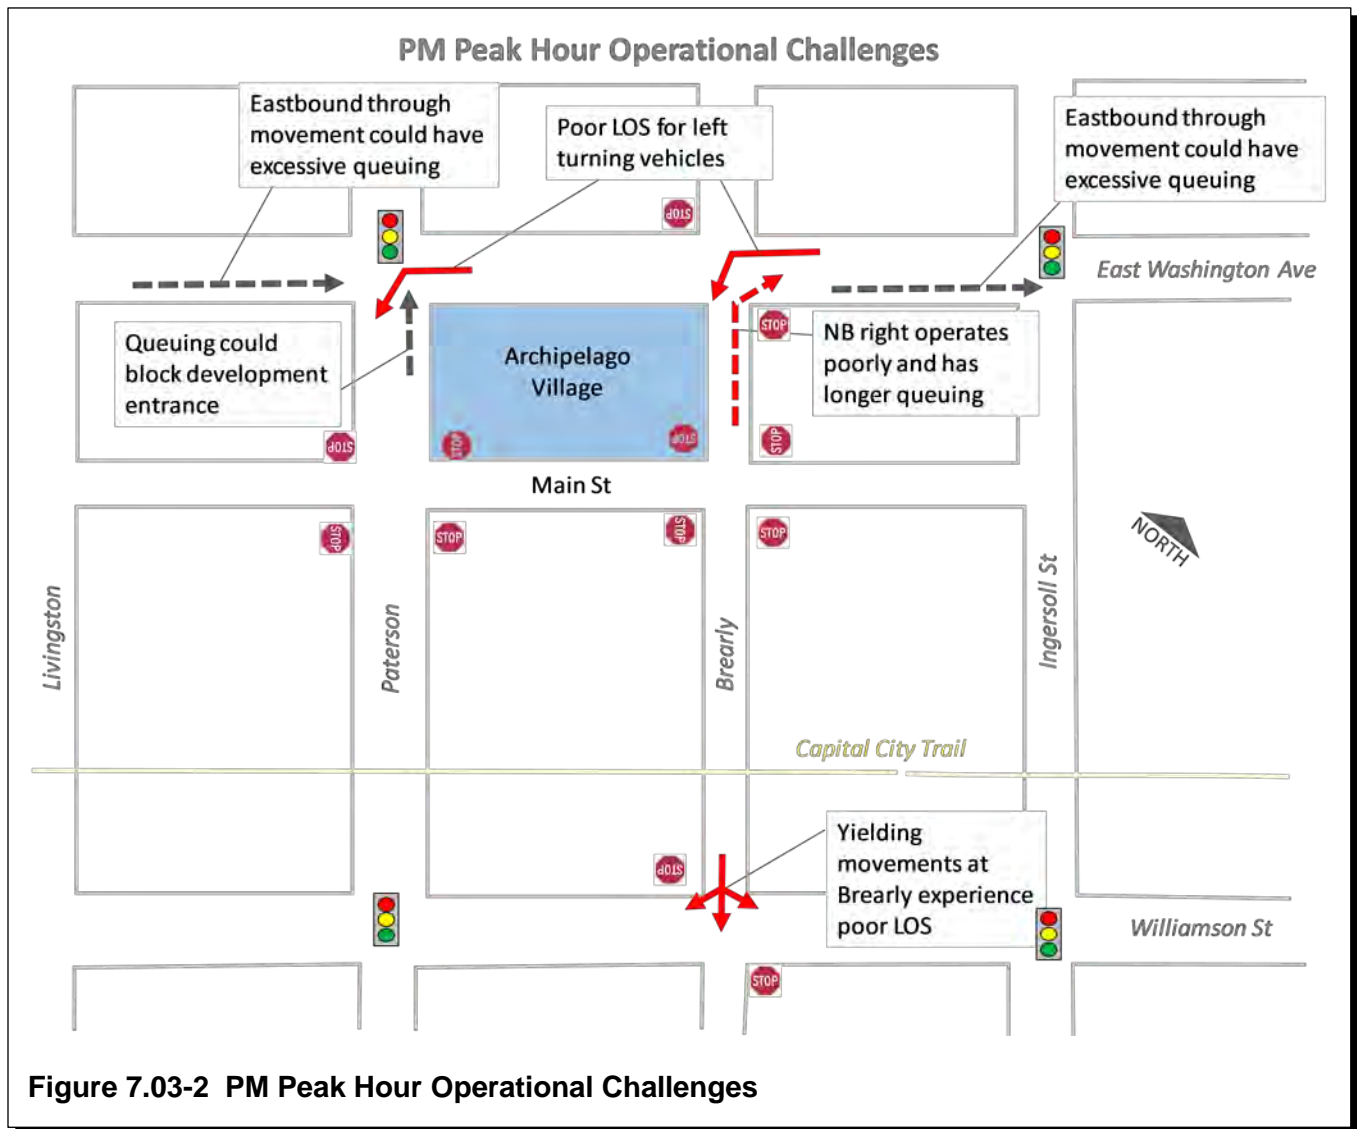 PM Peak Hour Operational Challenges
Eastbound through
movement could have
excessive queuing
Poor LOS for left
turning vehicles
Eastbound through
movement could have
excessive queuing
STOP
East Washington Ave
Queuing could
block development
entrance
Archipelago
Village
STOP
NB right operates
poorly and has
longer queuing
STOP
STOP
STOP
STOP
Main St
STOP
STOP
STOP
STOP
NORTH
Livingston
Paterson
Brearly
Ingersoll St
Capital City Trail
Yielding
movements at
Brearly experience
poor LOS
STOP
Williamson St
STOP
Figure 7.03-2 PM Peak Hour Operational Challenges